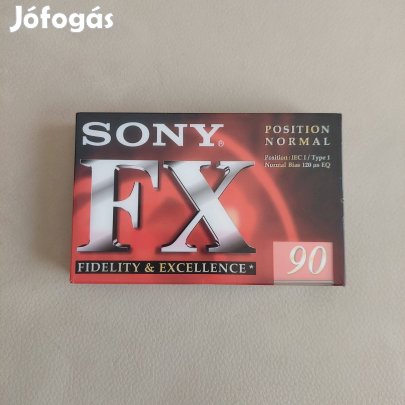 Jófogás
SONY®
POSITION
NORMAL
Position: IEC I / Type I
Normal Bias 120 µs EQ
FX
FIDELITY & EXCELLENCE*
90